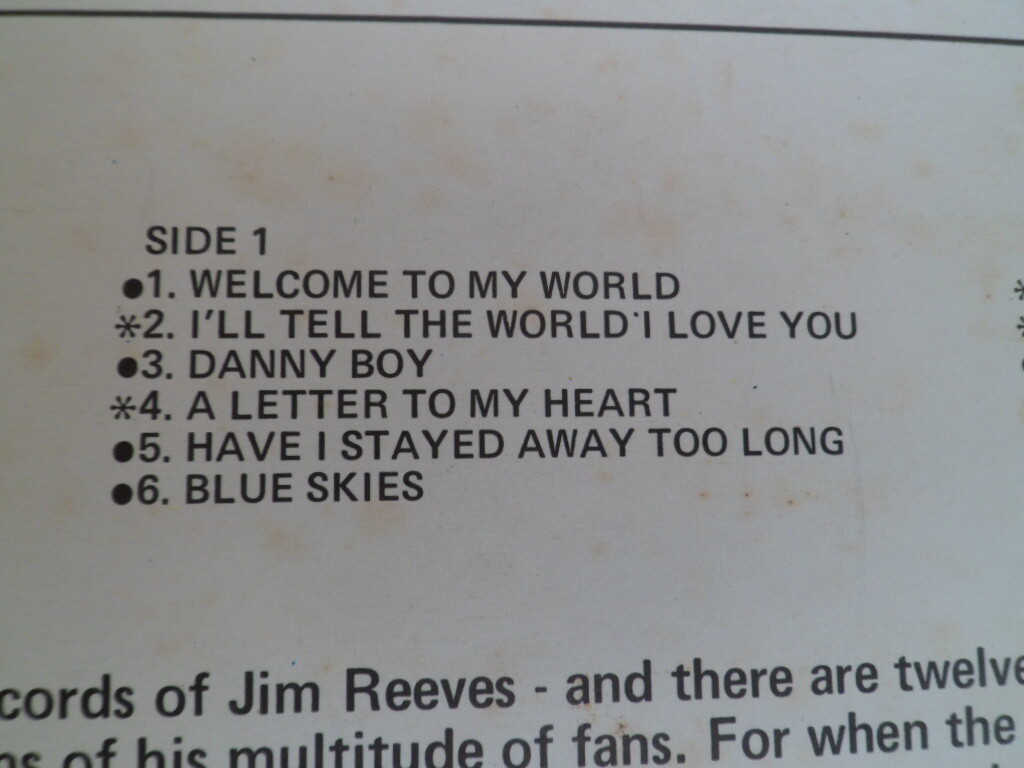 SIDE 1
●1. WELCOME TO MY WORLD
*2. I'LL TELL THE WORLD I LOVE YOU
●3. DANNY BOY
*4. A LETTER TO MY HEART
●5. HAVE I STAYED AWAY TOO LONG
●6. BLUE SKIES
cords of Jim Reeves - and there are twelve
of his multitude of fans. For when the